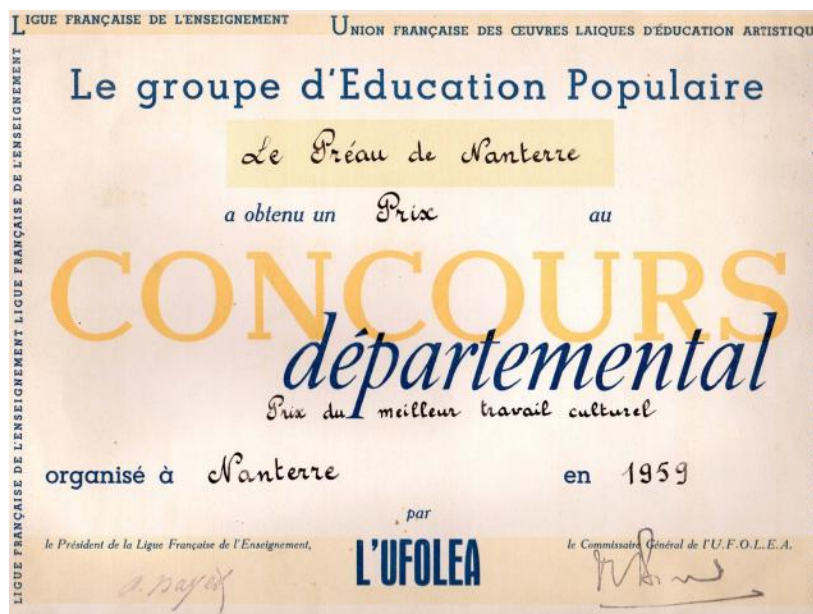 LIGUE FRANÇAISE DE L'ENSEIGNEMENT UNION FRANÇAISE DES ŒUVRES LAIQUES D'ÉDUCATION ARTISTIQU
LIGUE FRANÇAISE DE L'ENSEIGNEMENT LIGUE FRANÇAISE DE L'ENSEIGNEMENT
Le groupe d'Education Populaire
Le Préau de Nanterre
a obtenu un Prix au
CONCOURS
départemental
Prix du meilleur travail culturel
organisé à Nanterre en 1959
par
le Président de la Ligue Française de l'Enseignement, le Commissaire Général de l'U.F.O.L.E.A.
L'UFOLEA